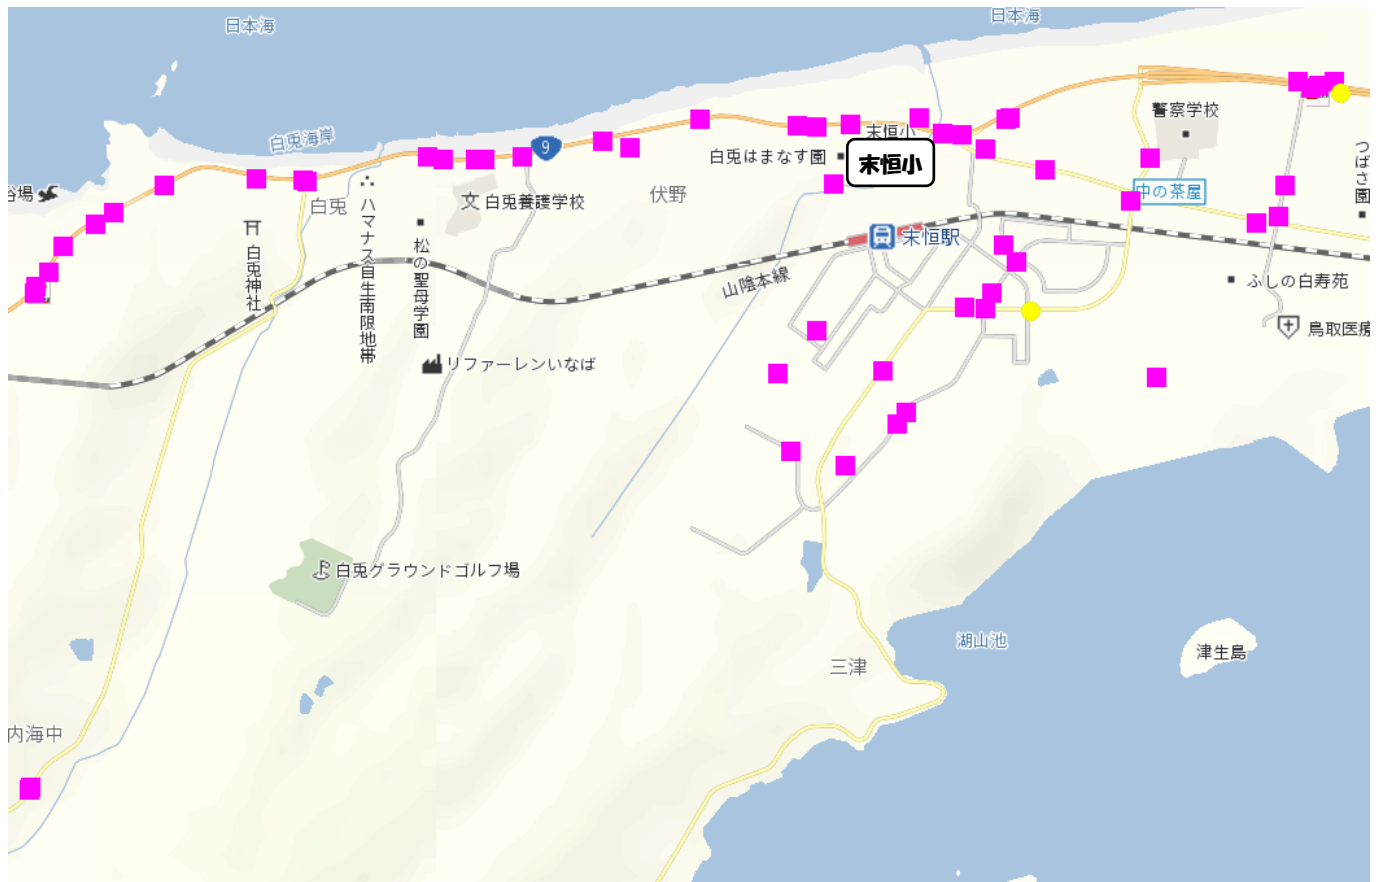 日本海
日本海
白兎海岸
9
末恒小
警察学校
白兎はまなす園
末恒小
つばさ園
谷場
白兎
文 白兎養護学校
伏野
中の茶屋
白兎神社
ハマナス自生南限地帯
松の聖母学園
末恒駅
山陰本線
ふしの白寿苑
鳥取医療
リファーレンいなば
白兎グラウンドゴルフ場
湖山池
津生島
三津
内海中